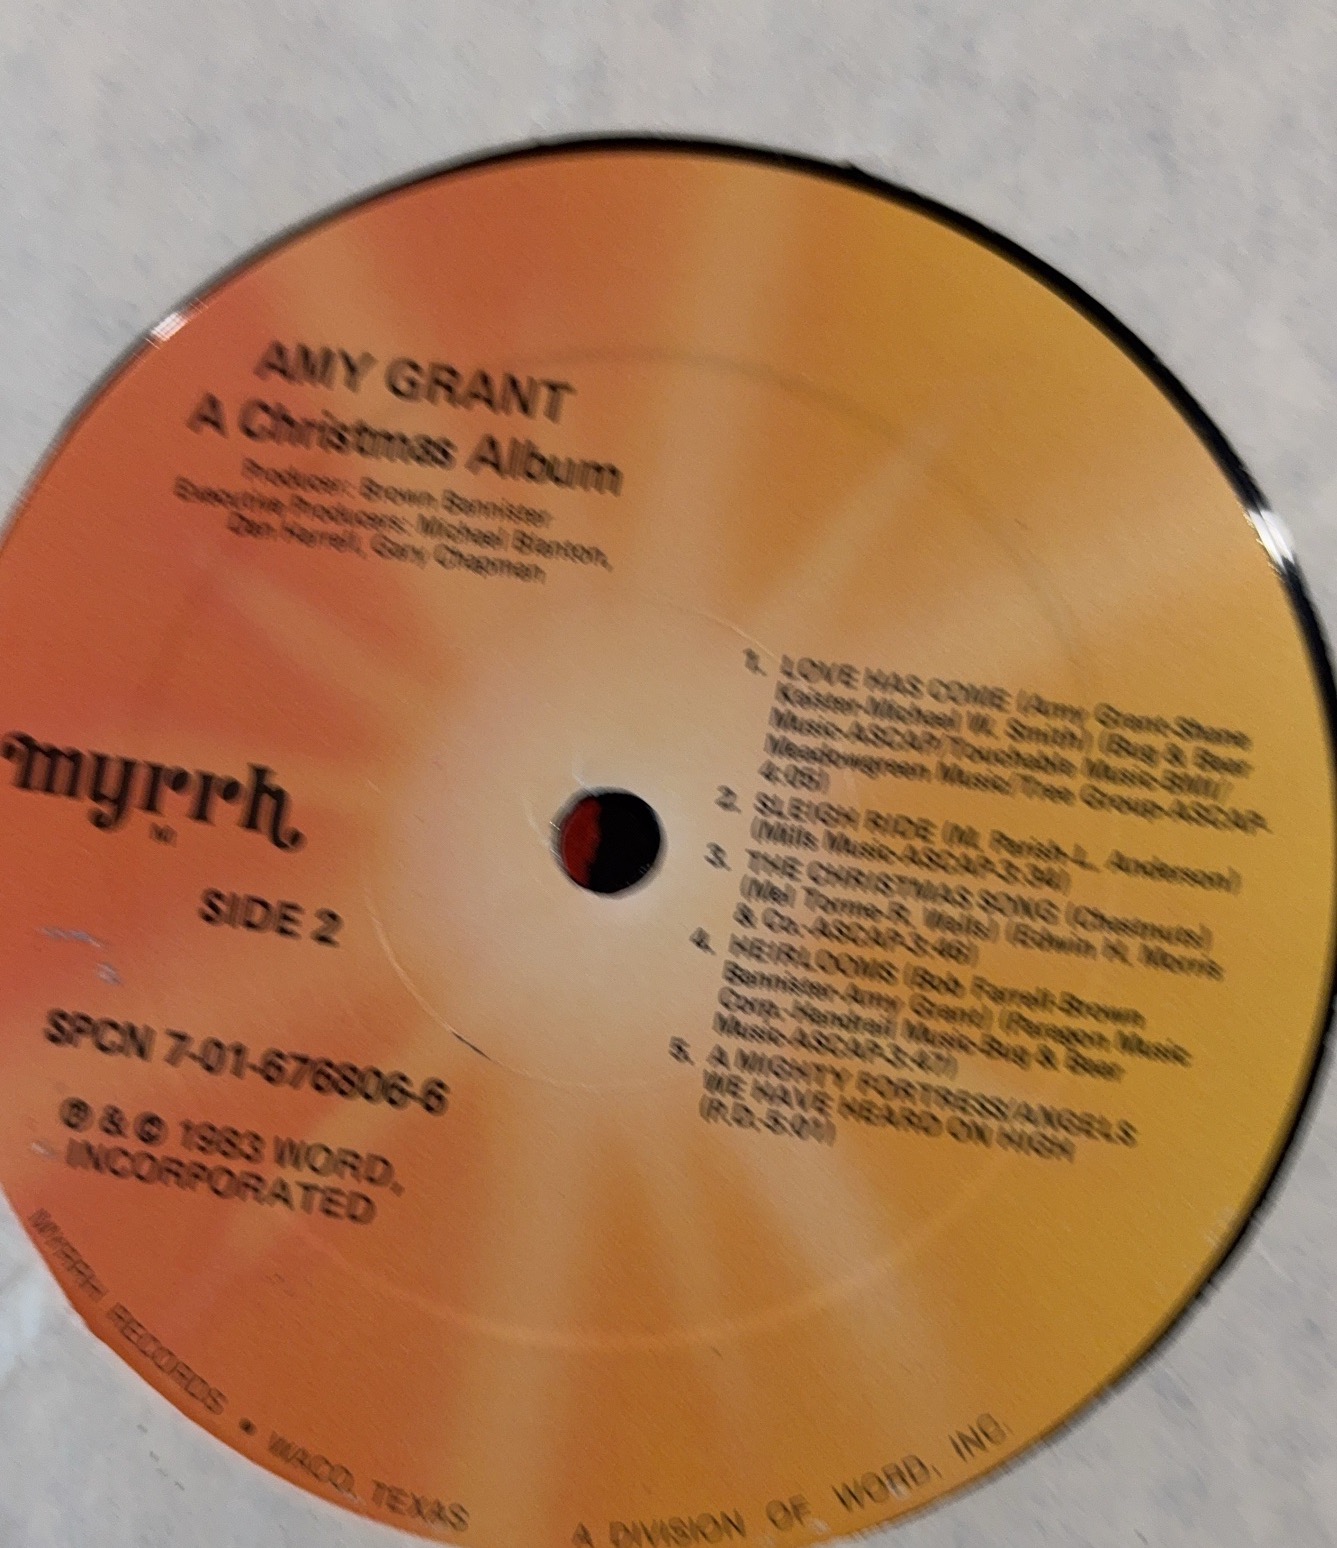 AMY GRANT
A Christmas Album
Producer: Brown Bannister
Executive Producers: Michael Blanton,
Dan Harrell, Gary Chapman
myrrh
SIDE 2
SPCN 7-01-676806-6
℗ & © 1983 WORD,
INCORPORATED
1. LOVE HAS COME (Amy Grant-Shane
Keister-Michael W. Smith) (Bug & Bear
Music-ASCAP/Touchable Music-BMI/
Meadowgreen Music/Tree Group-ASCAP-
4:05)
2. SLEIGH RIDE (M. Parish-L. Anderson)
(Mills Music-ASCAP-3:34)
3. THE CHRISTMAS SONG (Chestnuts)
(Mel Torme-R. Wells) (Edwin H. Morris
& Co.-ASCAP-3:46)
4. HEIRLOOMS (Bob Farrell-Brown
Bannister-Amy Grant) (Paragon Music
Corp.-Handrail Music-Bug & Bear
Music-ASCAP-3:47)
5. A MIGHTY FORTRESS/ANGELS
WE HAVE HEARD ON HIGH
(P.D.-5:01)
MYRRH RECORDS • WACO, TEXAS
A DIVISION OF WORD, INC.